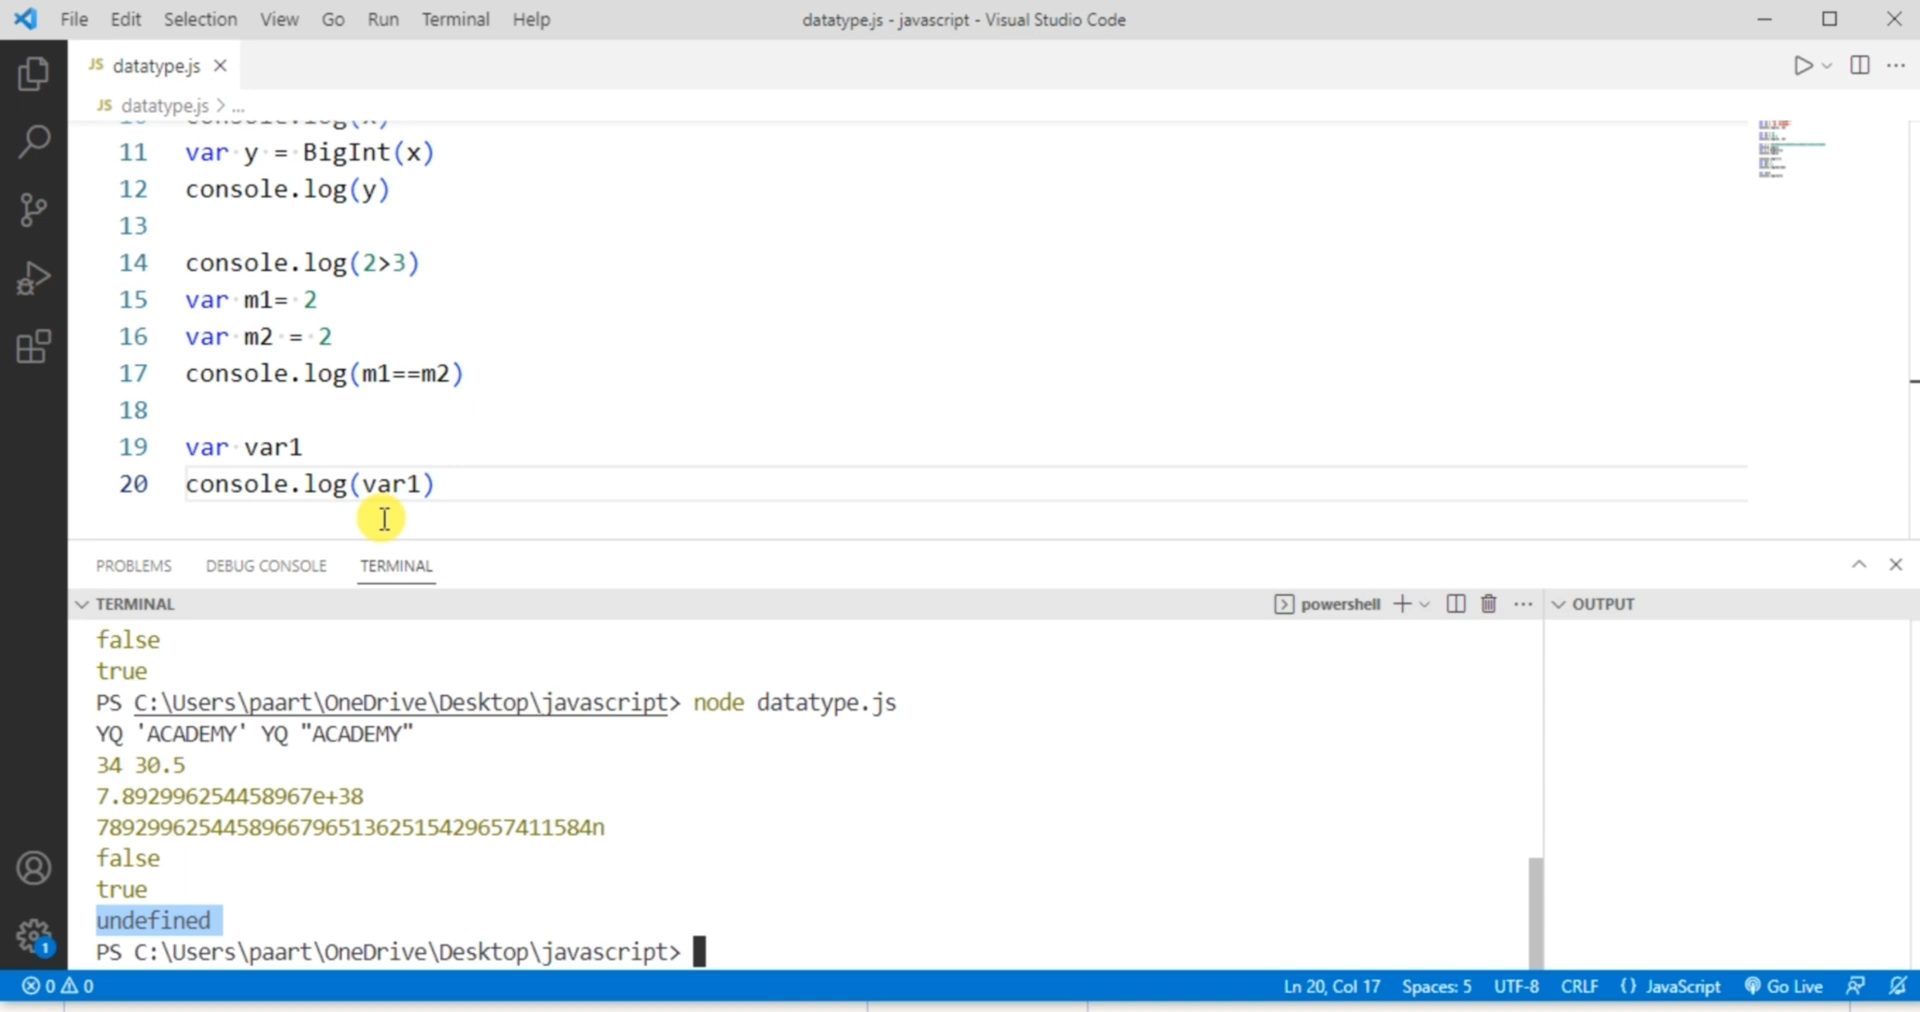 File Edit Selection View Go Run Terminal Help datatype.js - javascript - Visual Studio Code
JS datatype.js
JS datatype.js > ...
10 console.log(x)
11 var y = BigInt(x)
12 console.log(y)
13
14 console.log(2>3)
15 var m1= 2
16 var m2 = 2
17 console.log(m1==m2)
18
19 var var1
20 console.log(var1)
PROBLEMS DEBUG CONSOLE TERMINAL
TERMINAL powershell OUTPUT
false
true
PS C:\Users\paart\OneDrive\Desktop\javascript> node datatype.js
YQ 'ACADEMY' YQ "ACADEMY"
34 30.5
7.892996254458967e+38
789299625445896679651362515429657411584n
false
true
undefined
PS C:\Users\paart\OneDrive\Desktop\javascript>
1
0 0 Ln 20, Col 17 Spaces: 5 UTF-8 CRLF {} JavaScript Go Live